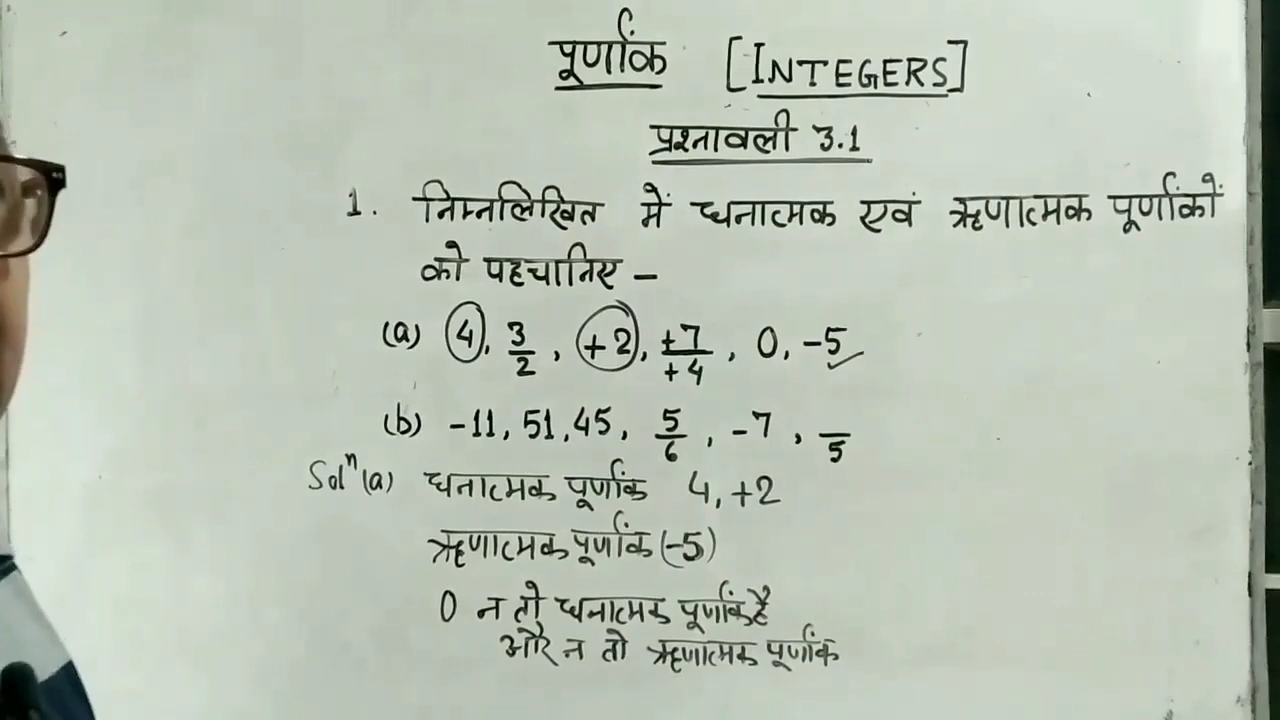 पूर्णांक [INTEGERS]
प्रश्नावली 3.1
1. निम्नलिखित में धनात्मक एवं ऋणात्मक पूर्णांकों
को पहचानिए –
(a) 4, 3/2, +2, +7/+4, 0, -5
(b) -11, 51, 45, 5/6, -7, /5
Solⁿ (a) धनात्मक पूर्णांक 4, +2
ऋणात्मक पूर्णांक (-5)
0 न तो धनात्मक पूर्णांक है
और न तो ऋणात्मक पूर्णांक